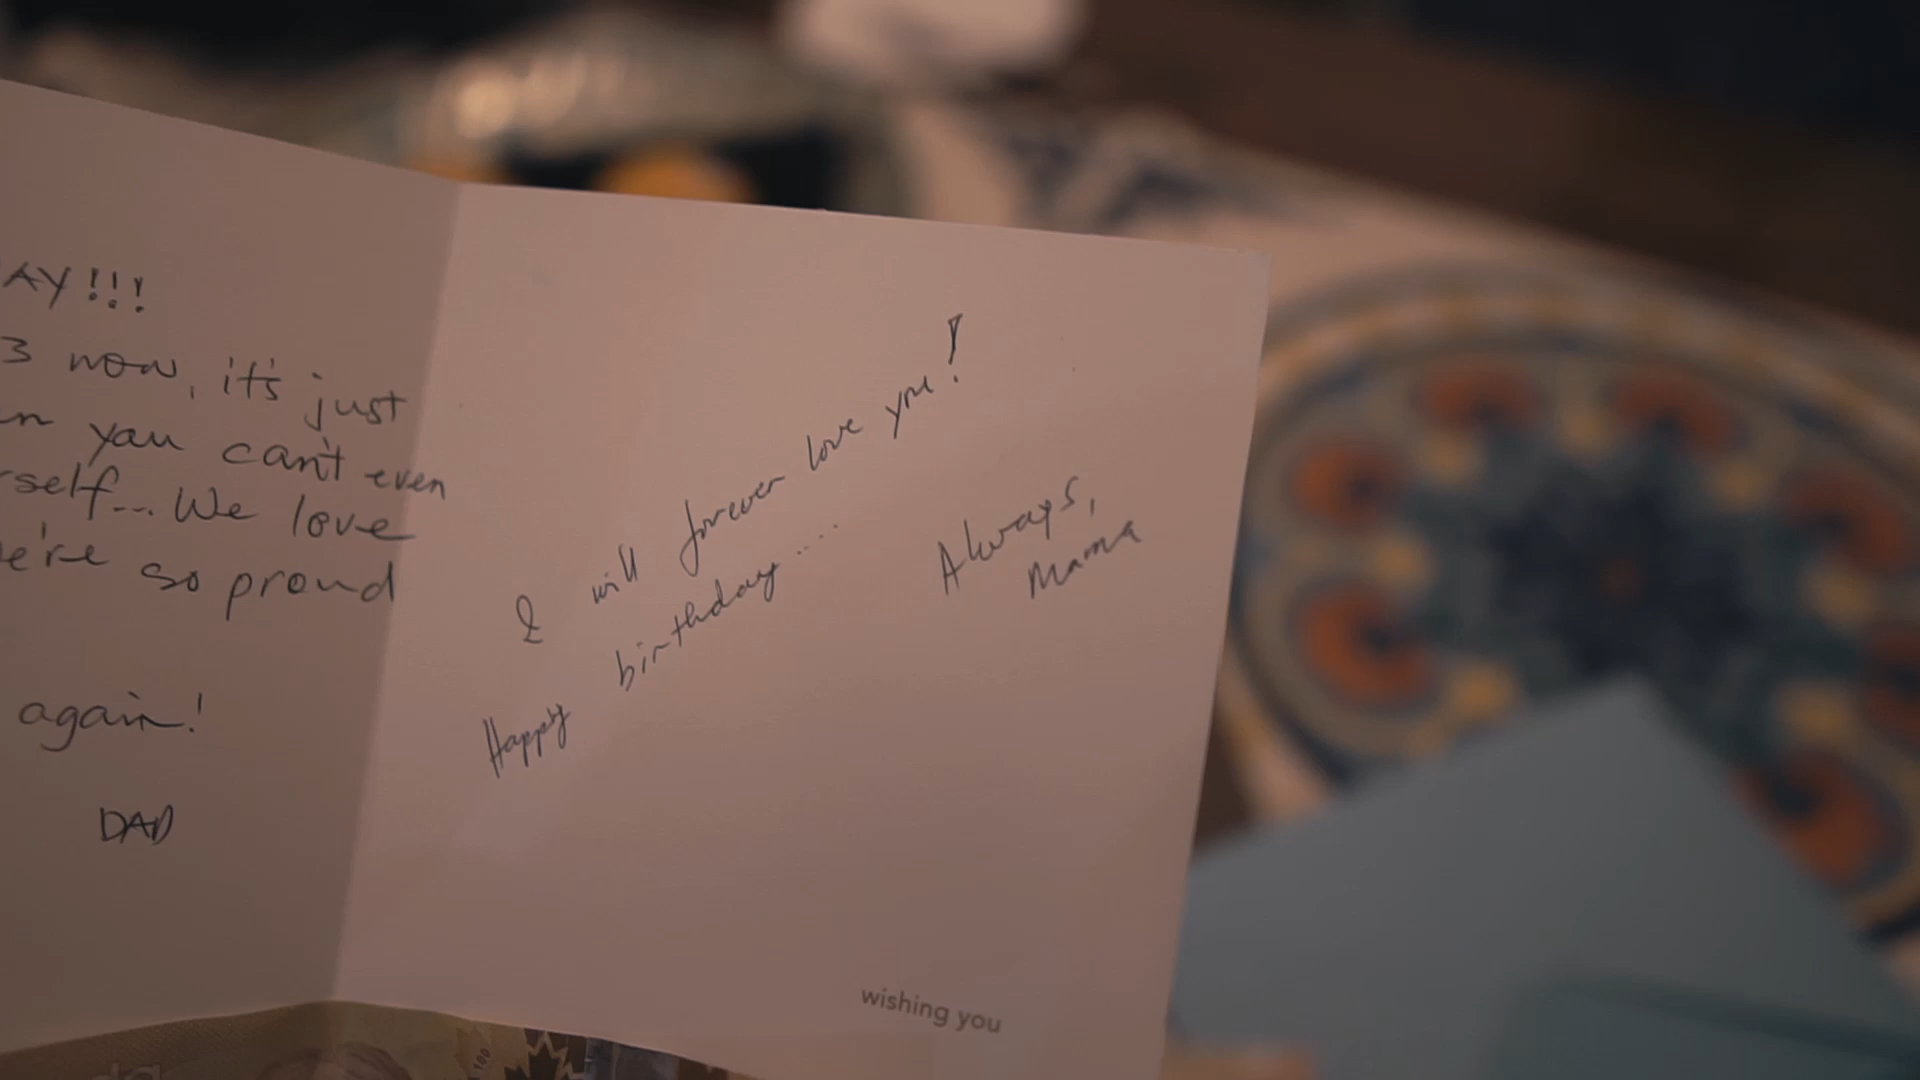 AY!!!
3 now, it's just
n you can't even
rself... We love
e're so proud
again!
DAD
I will forever love you!
Happy birthday....
Always,
Mama
wishing you
100